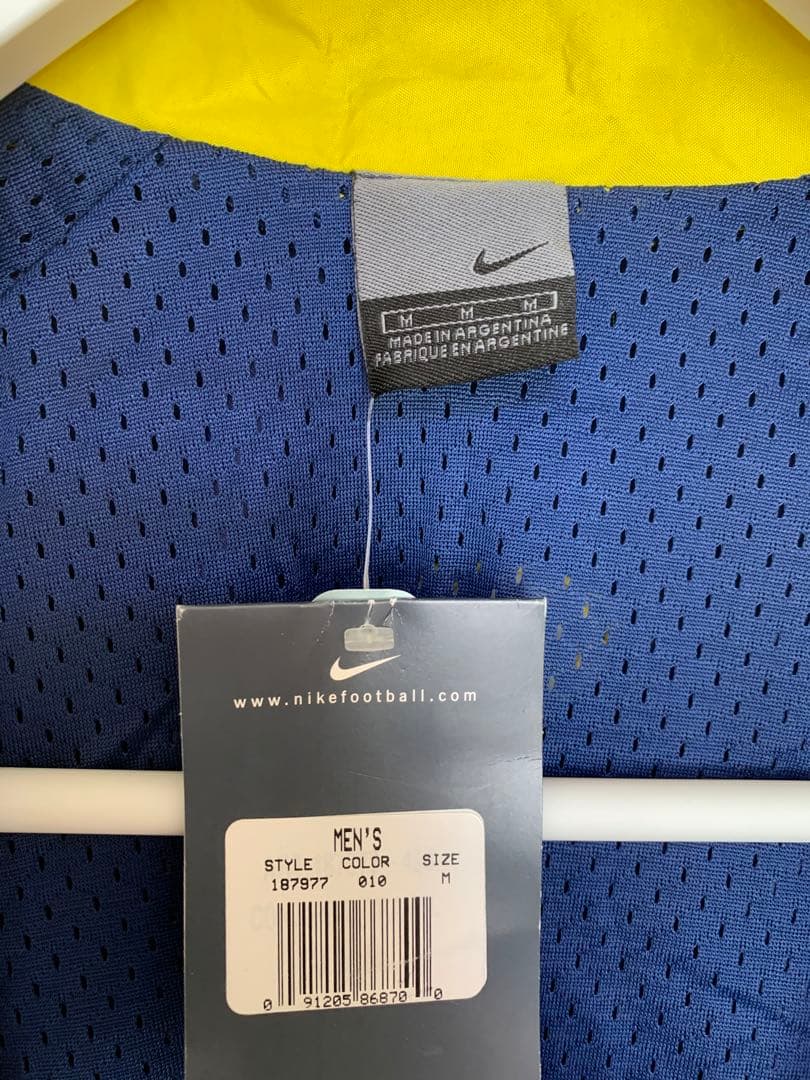 M M M
MADE IN ARGENTINA
FABRIQUE EN ARGENTINE
www.nikefootball.com
MEN'S
STYLE COLOR SIZE
187977 010 M
0 91205 86870 0